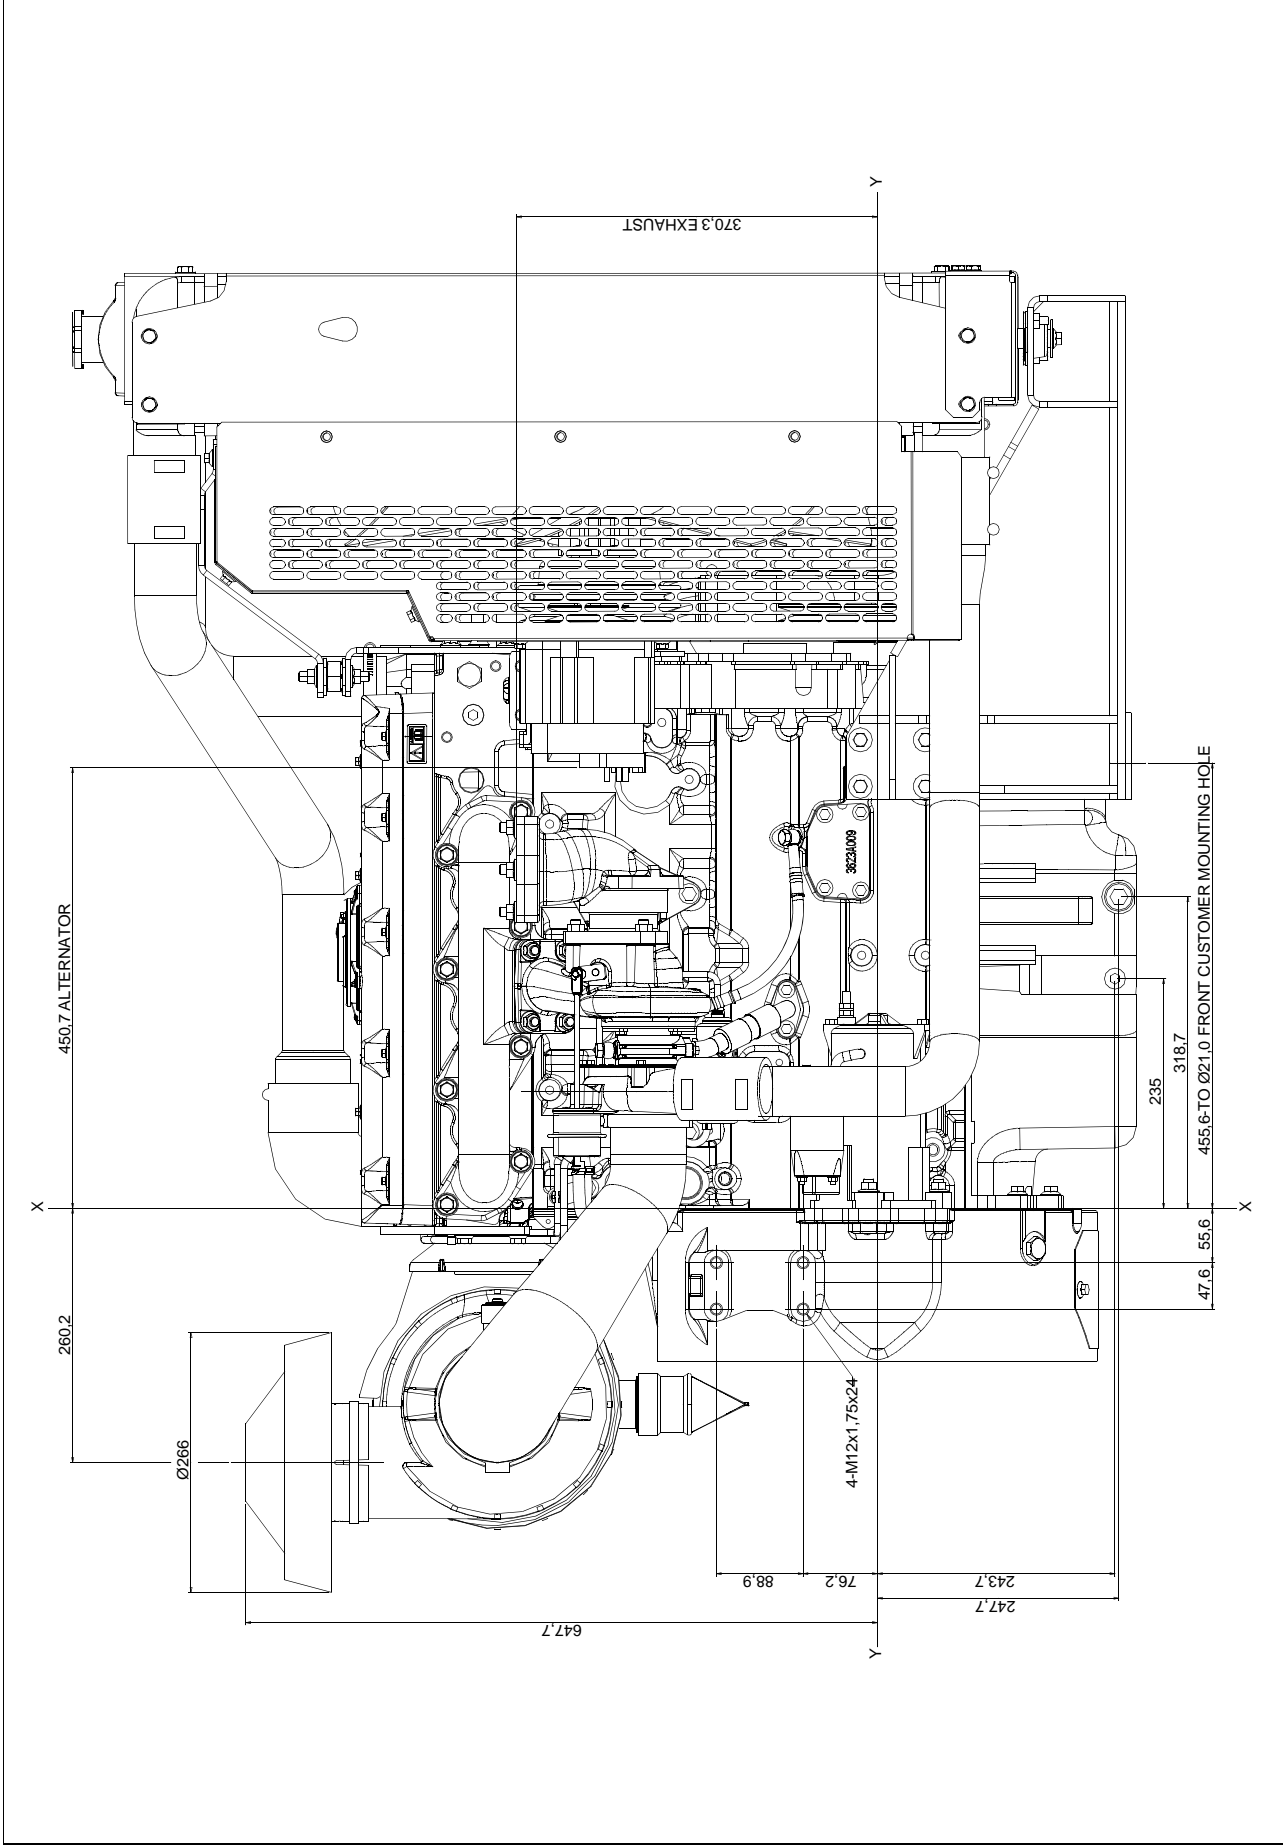 Y
370,3 EXHAUST
450,7 ALTERNATOR
3623A009
455,6-TO Ø21,0 FRONT CUSTOMER MOUNTING HOLE
318,7
235
X
X
55,6
47,6
260,2
Ø266
4-M12x1,75x24
88,9
76,2
243,7
247,7
647,7
Y